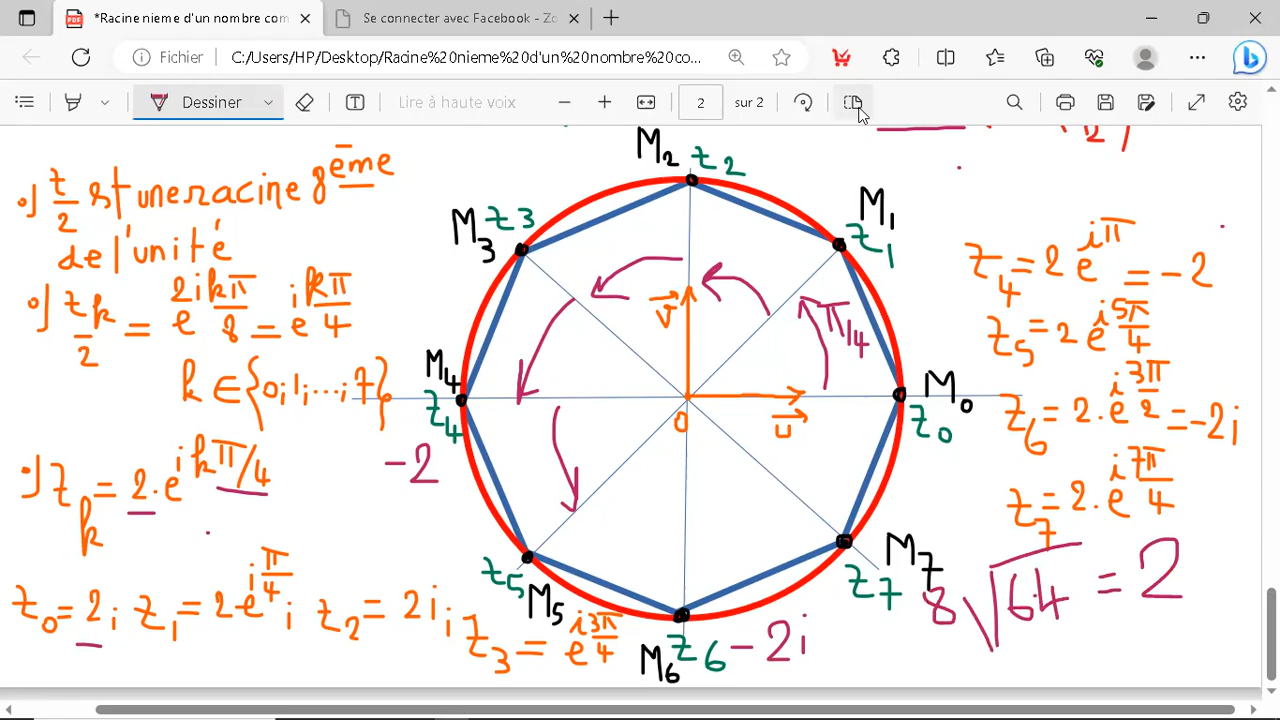 *Racine nieme d'un nombre com
Se connecter avec Facebook - Zo
Fichier
C:/Users/HP/Desktop/Racine%20nieme%20d'un%20nombre%20co...
Dessiner
Lire à haute voix
2
sur 2
z/2 est une racine 8ème
de l'unité
zk/2 = e^(2ikπ/8) = e^(ikπ/4)
k ∈ {0;1;...;7}
zk = 2.e^(ikπ/4)
z0 = 2; z1 = 2.e^(iπ/4); z2 = 2i;
z3 = e^(i3π/4)
M2 z2
M1
z1
M3 z3
π/4
v
M4
z4
-2
O
u
M0
z0
z5
M5
M6 z6 -2i
M7
z7
z4 = 2e^(iπ) = -2
z5 = 2e^(i5π/4)
z6 = 2.e^(i3π/2) = -2i
z7 = 2.e^(i7π/4)
8√64 = 2